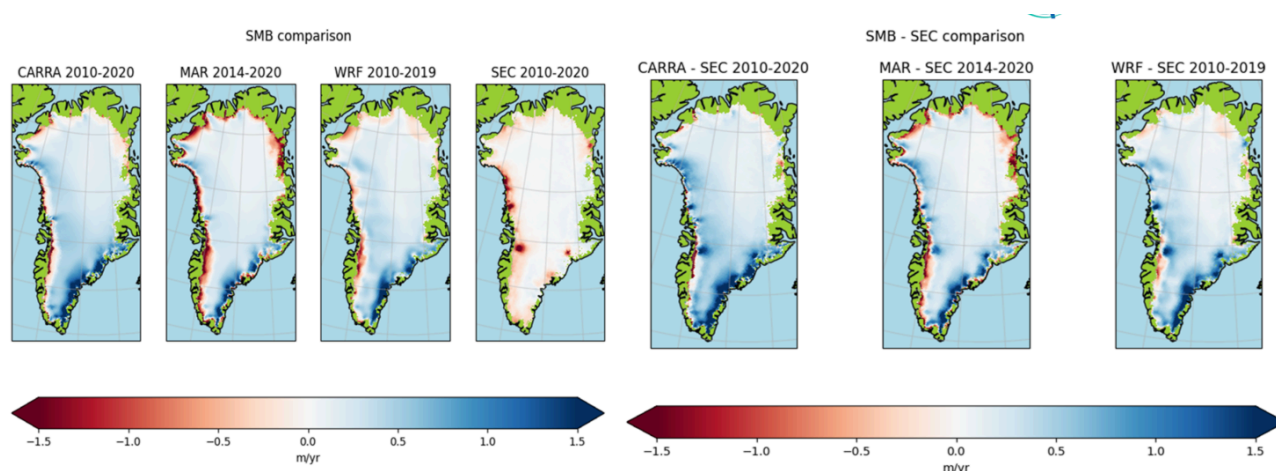 SMB comparison
CARRA 2010-2020 MAR 2014-2020 WRF 2010-2019 SEC 2010-2020
−1.5 −1.0 −0.5 0.0 0.5 1.0 1.5
m/yr
SMB - SEC comparison
CARRA - SEC 2010-2020 MAR - SEC 2014-2020 WRF - SEC 2010-2019
−1.5 −1.0 −0.5 0.0 0.5 1.0 1.5
m/yr